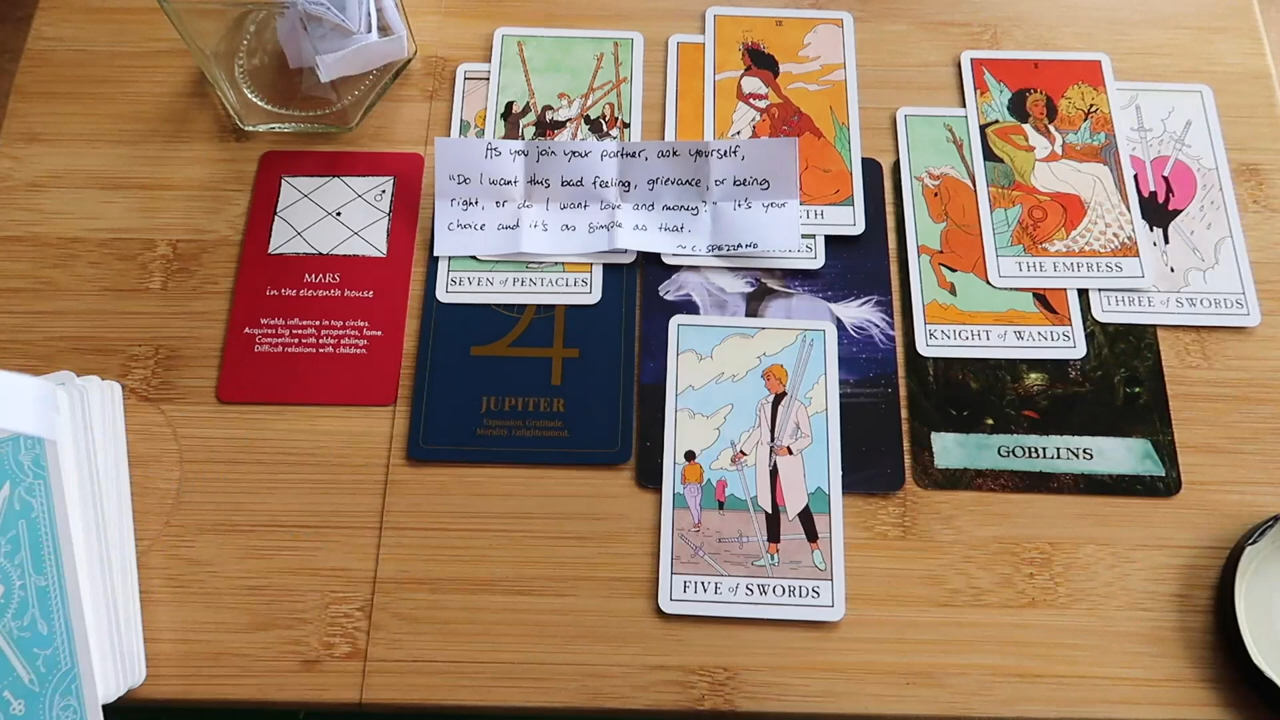 MARS
in the eleventh house
Wields influence in top circles.
Acquires big wealth, properties, fame.
Competitive with elder siblings.
Difficult relations with children.
As you join your partner, ask yourself,
"Do I want this bad feeling, grievance, or being
right, or do I want love and money?" It's your
choice and it's as simple as that.
~ C. SPEZZANO
SEVEN of PENTACLES
JUPITER
Expansion. Gratitude.
Morality. Enlightenment.
FIVE of SWORDS
KNIGHT of WANDS
THE EMPRESS
THREE of SWORDS
GOBLINS